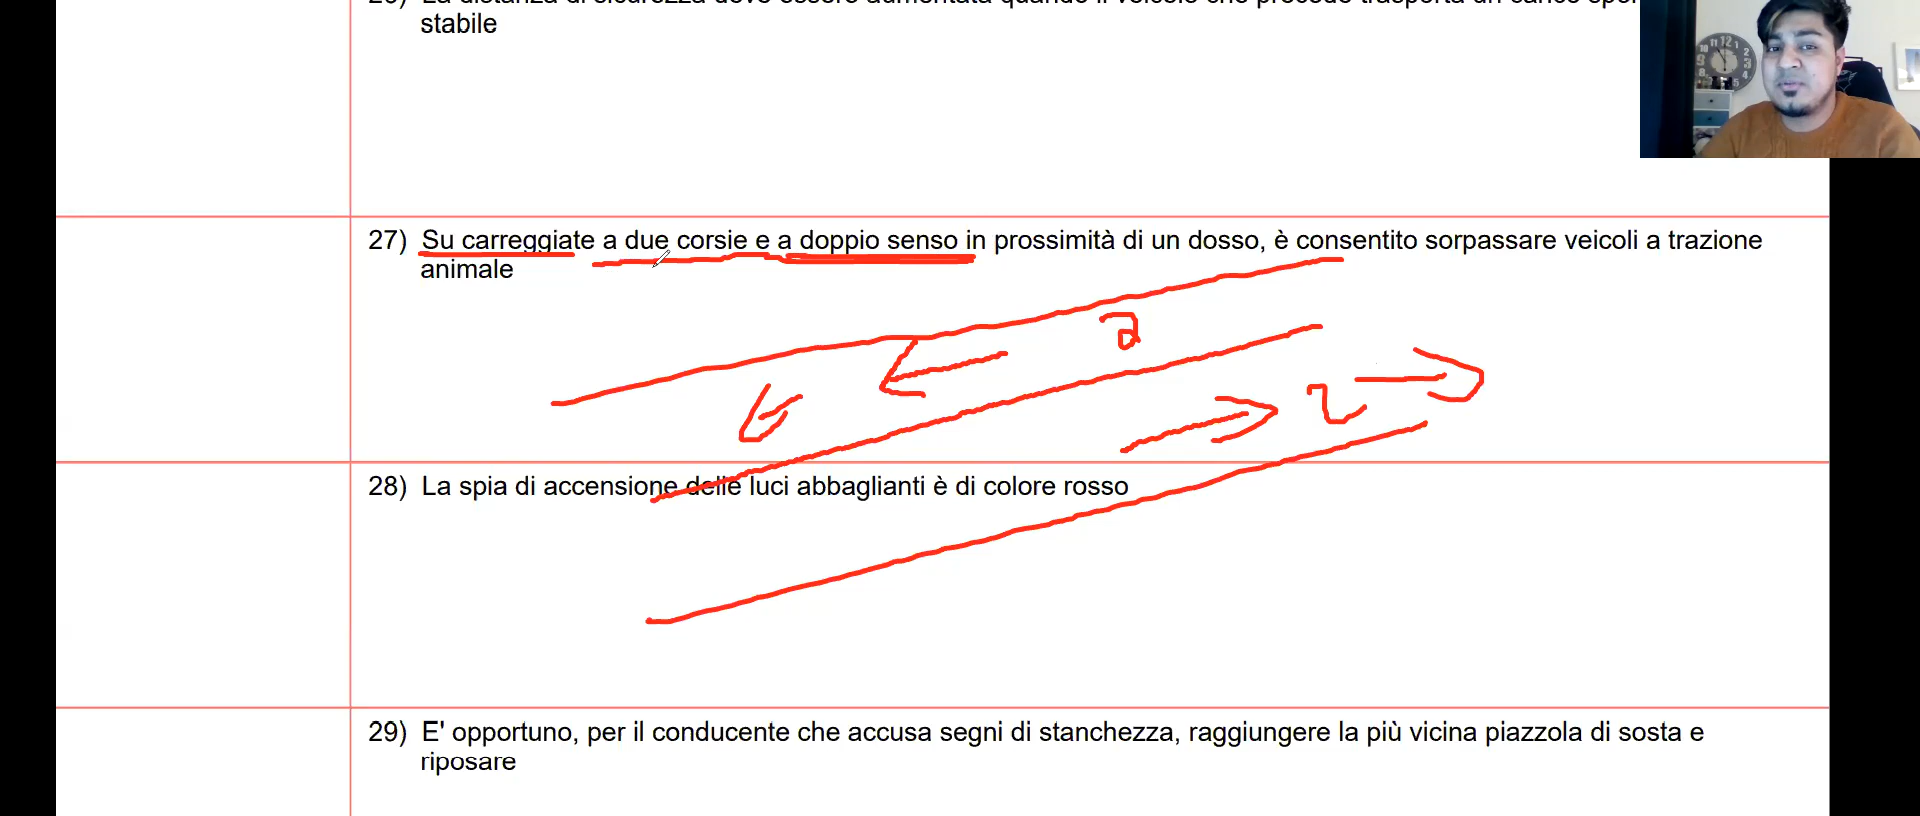 stabile
27) Su carreggiate a due corsie e a doppio senso in prossimità di un dosso, è consentito sorpassare veicoli a trazione
animale
2
2
28) La spia di accensione delle luci abbaglianti è di colore rosso
29) E' opportuno, per il conducente che accusa segni di stanchezza, raggiungere la più vicina piazzola di sosta e
riposare